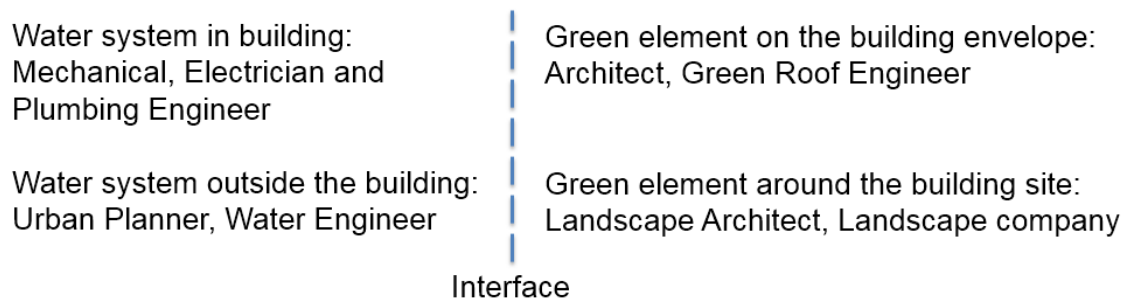 Water system in building:
Mechanical, Electrician and
Plumbing Engineer
Water system outside the building:
Urban Planner, Water Engineer
Green element on the building envelope:
Architect, Green Roof Engineer
Green element around the building site:
Landscape Architect, Landscape company
Interface